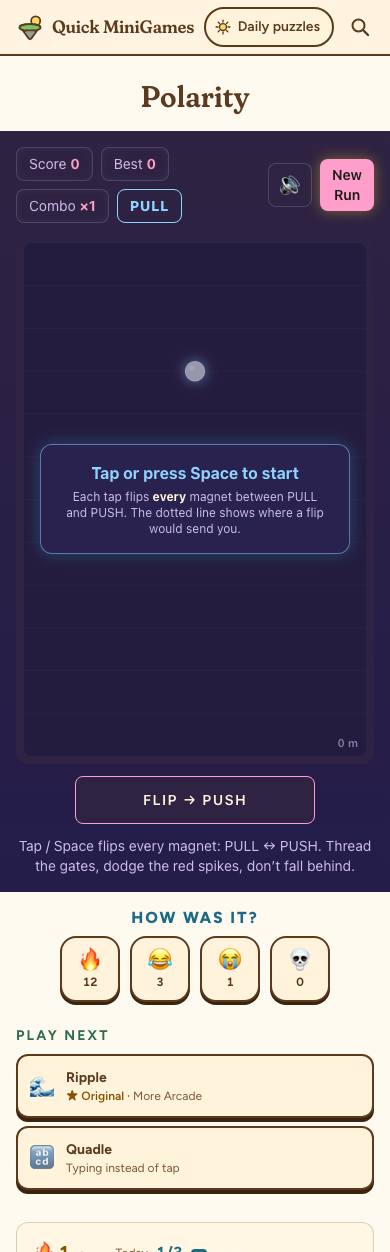 Quick MiniGames
Daily puzzles
Polarity
Score 0
Best 0
Combo ×1
PULL
New
Run
Tap or press Space to start
Each tap flips every magnet between PULL
and PUSH. The dotted line shows where a flip
would send you.
0 m
FLIP → PUSH
Tap / Space flips every magnet: PULL ↔ PUSH. Thread
the gates, dodge the red spikes, don’t fall behind.
HOW WAS IT?
12
3
1
0
PLAY NEXT
Ripple
Original · More Arcade
abcd
Quadle
Typing instead of tap